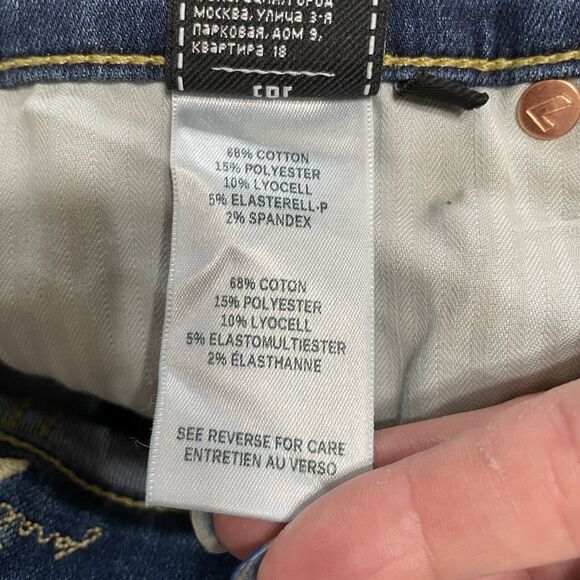 МОСКВА, УЛИЦА 3-Я
ПАРКОВАЯ, ДОМ 9,
КВАРТИРА 18
68% COTTON
15% POLYESTER
10% LYOCELL
5% ELASTERELL-P
2% SPANDEX
68% COTON
15% POLYESTER
10% LYOCELL
5% ELASTOMULTIESTER
2% ÉLASTHANNE
SEE REVERSE FOR CARE
ENTRETIEN AU VERSO